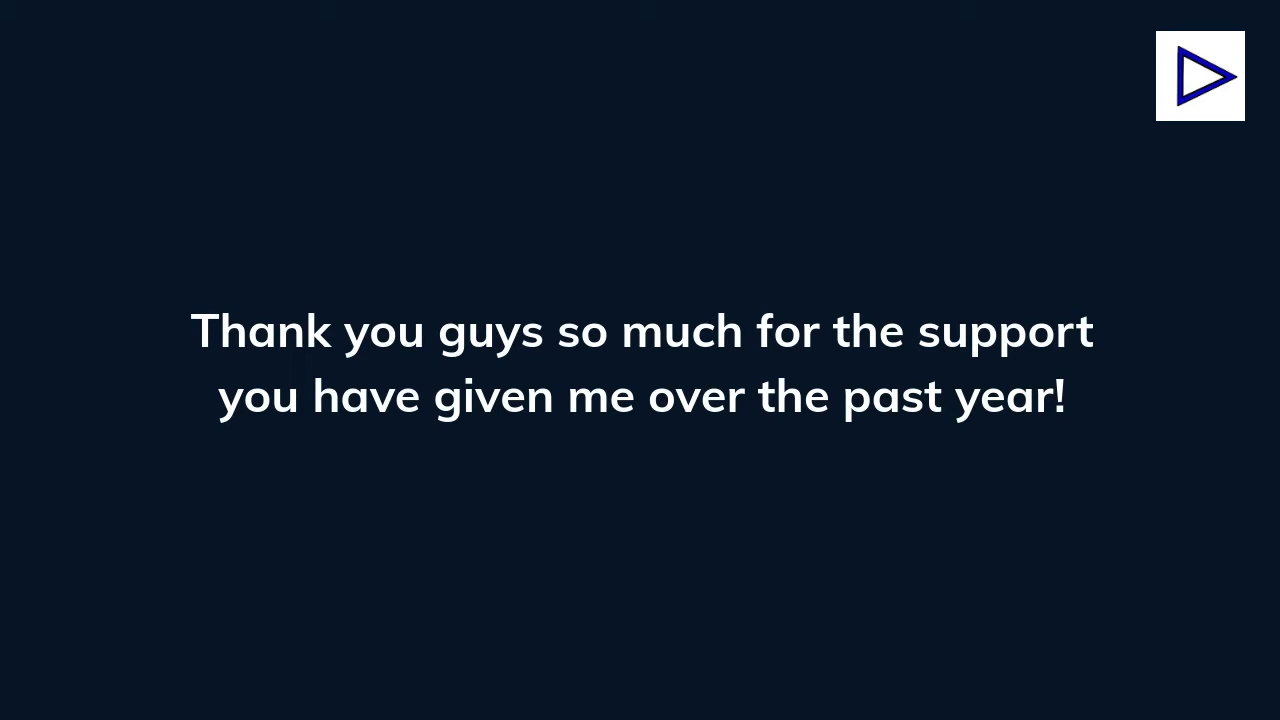 Thank you guys so much for the support
you have given me over the past year!